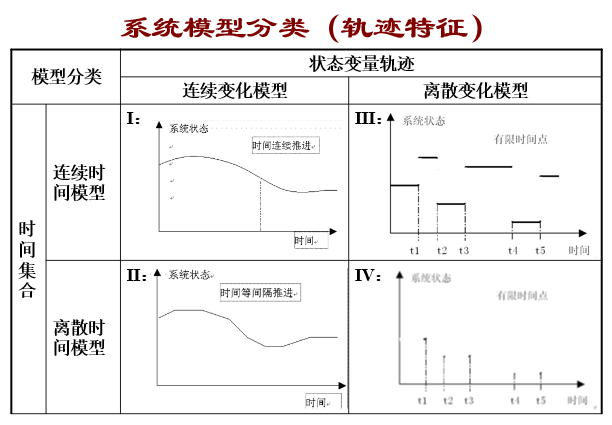 系统模型分类（轨迹特征）
模型分类
状态变量轨迹
连续变化模型
离散变化模型
时间集合
连续时间模型
I：
系统状态
时间连续推进
时间
III：
系统状态
有限时间点
t1
t2
t3
t4
t5
时间
离散时间模型
II：
系统状态
时间等间隔推进
时间
IV：
系统状态
有限时间点
t1
t2
t3
t4
t5
时间